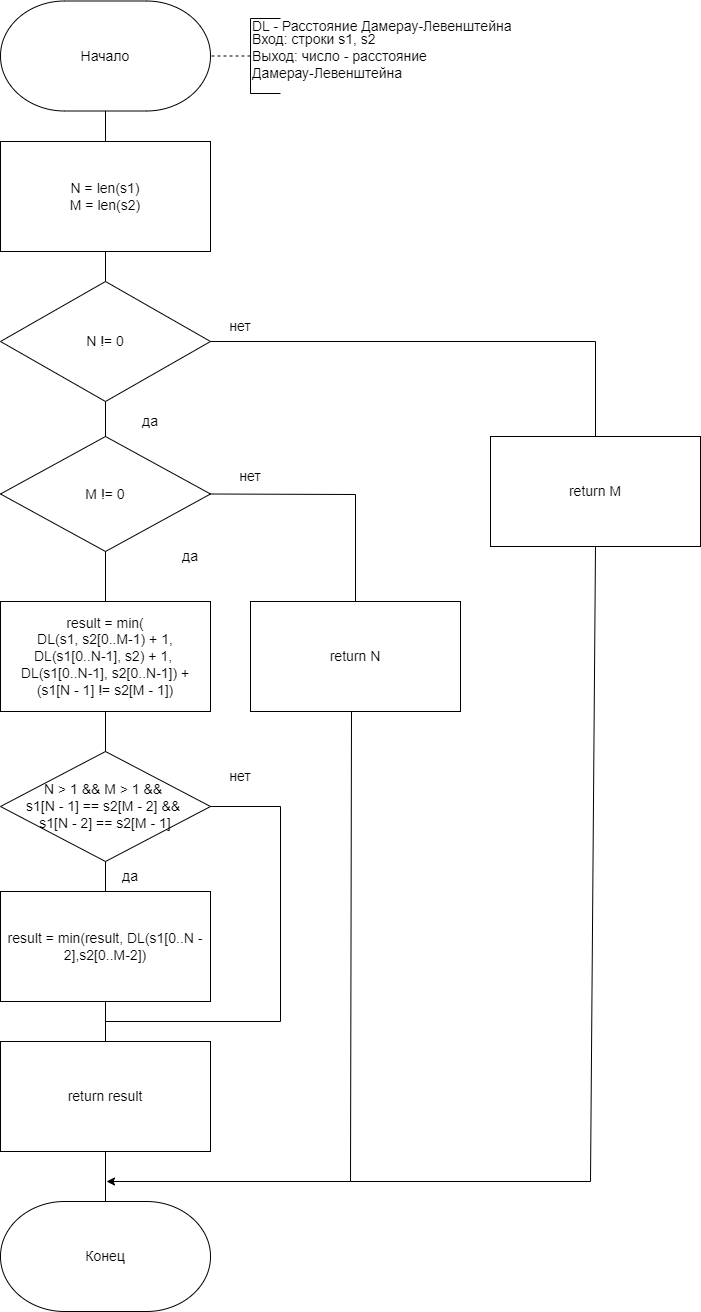 DL - Расстояние Дамерау-Левенштейна
Вход: строки s1, s2
Выход: число - расстояние
Дамерау-Левенштейна
Начало
N = len(s1)
M = len(s2)
N != 0
нет
да
M != 0
нет
return M
да
result = min(
DL(s1, s2[0..M-1) + 1,
DL(s1[0..N-1], s2) + 1,
DL(s1[0..N-1], s2[0..N-1]) +
(s1[N - 1] != s2[M - 1])
return N
N > 1 && M > 1 &&
s1[N - 1] == s2[M - 2] &&
s1[N - 2] == s2[M - 1]
нет
да
result = min(result, DL(s1[0..N -
2],s2[0..M-2])
return result
Конец